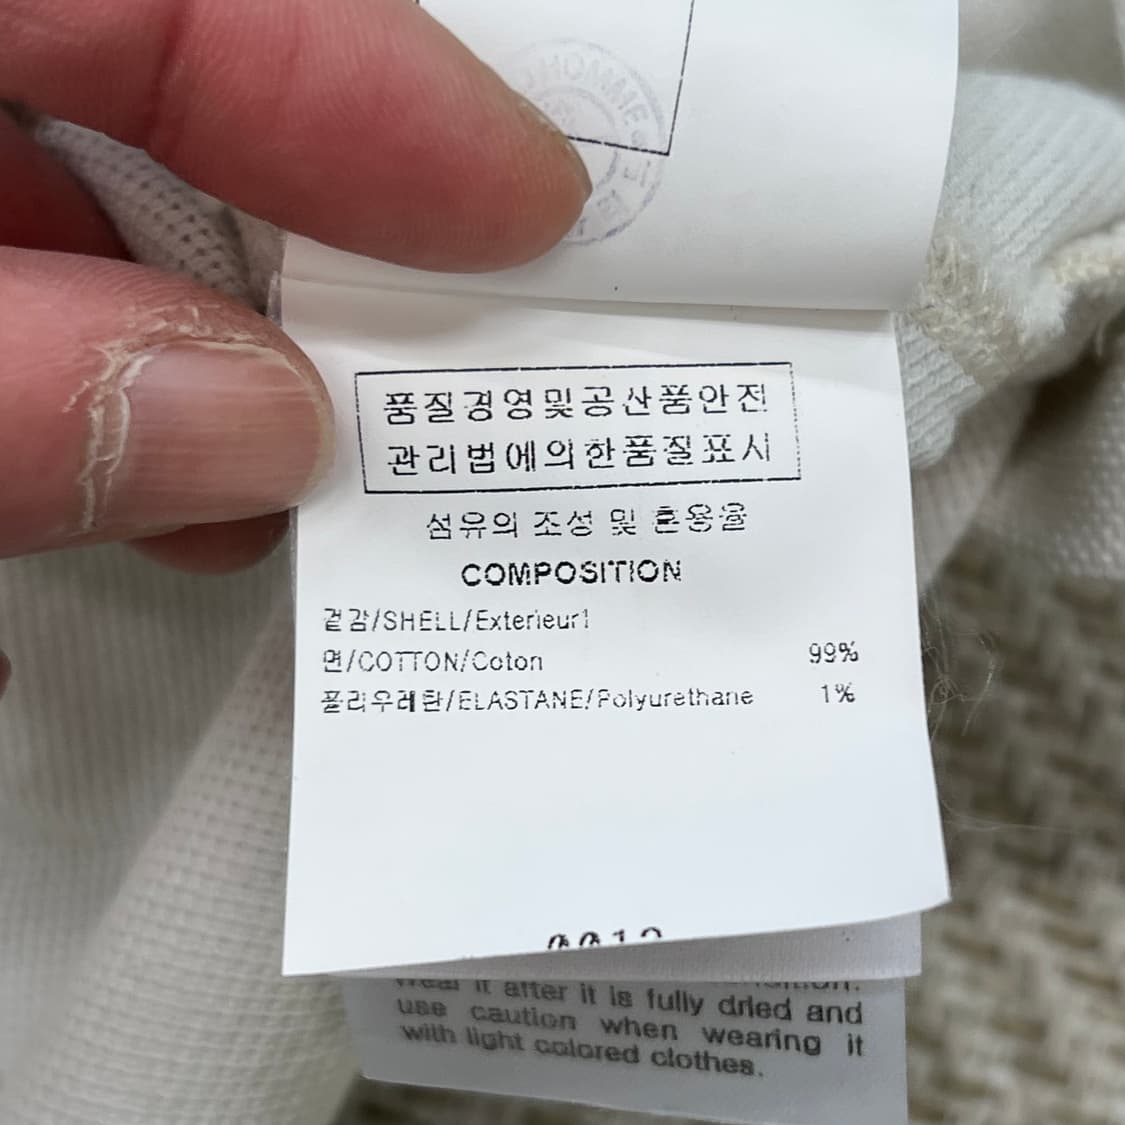 HOMME
품질경영및공산품안전
관리법에의한품질표시
섬유의 조성 및 혼용율
COMPOSITION
겉감/SHELL/Exterieur1
면/COTTON/Coton 99%
폴리우레탄/ELASTANE/Polyurethane 1%
Wear it after it is fully dried and
use caution when wearing it
with light colored clothes.